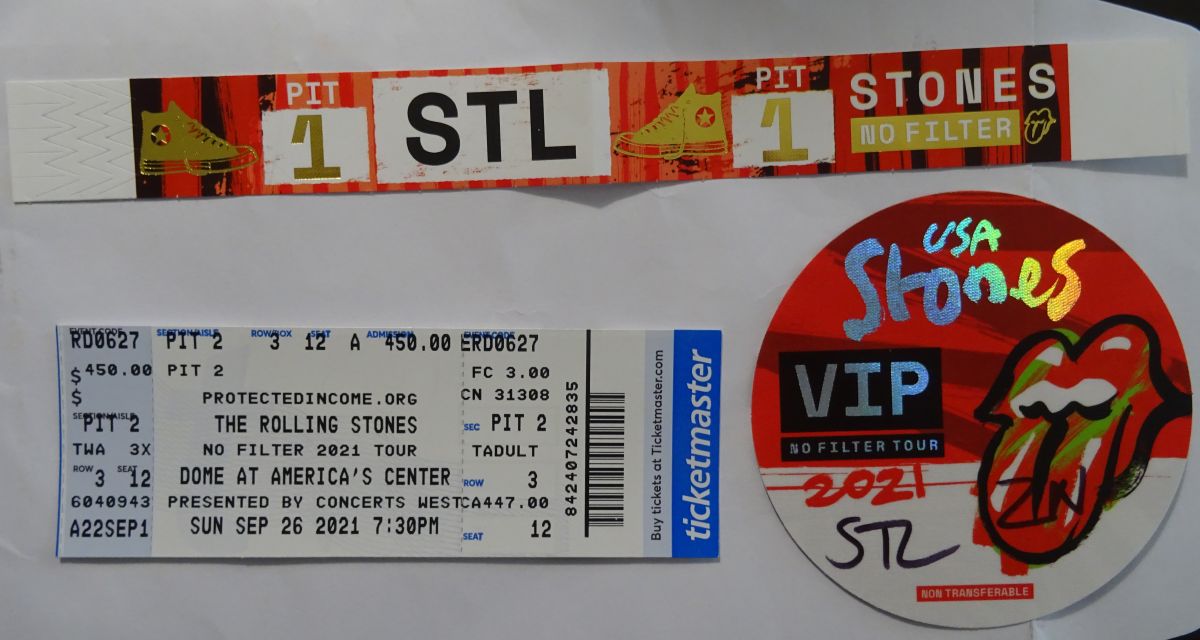 PIT
1
STL
PIT
1
STONES
NO FILTER
EVENT CODE SECTION/AISLE ROW/BOX SEAT ADMISSION EVENT CODE
RD0627 PIT 2 3 12 A 450.00 ERD0627
$ 450.00 PIT 2 FC 3.00
$ PROTECTEDINCOME.ORG CN 31308
SECTION/AISLE
PIT 2 THE ROLLING STONES SEC PIT 2
TWA 3X NO FILTER 2021 TOUR TADULT
ROW SEAT
3 12 DOME AT AMERICA'S CENTER ROW 3
6040943 PRESENTED BY CONCERTS WEST CA447.00
A22SEP1 SUN SEP 26 2021 7:30PM SEAT 12
842407242835
Buy tickets at Ticketmaster.com
ticketmaster
USA
Stones
VIP
NO FILTER TOUR
2021
STL
NON TRANSFERABLE